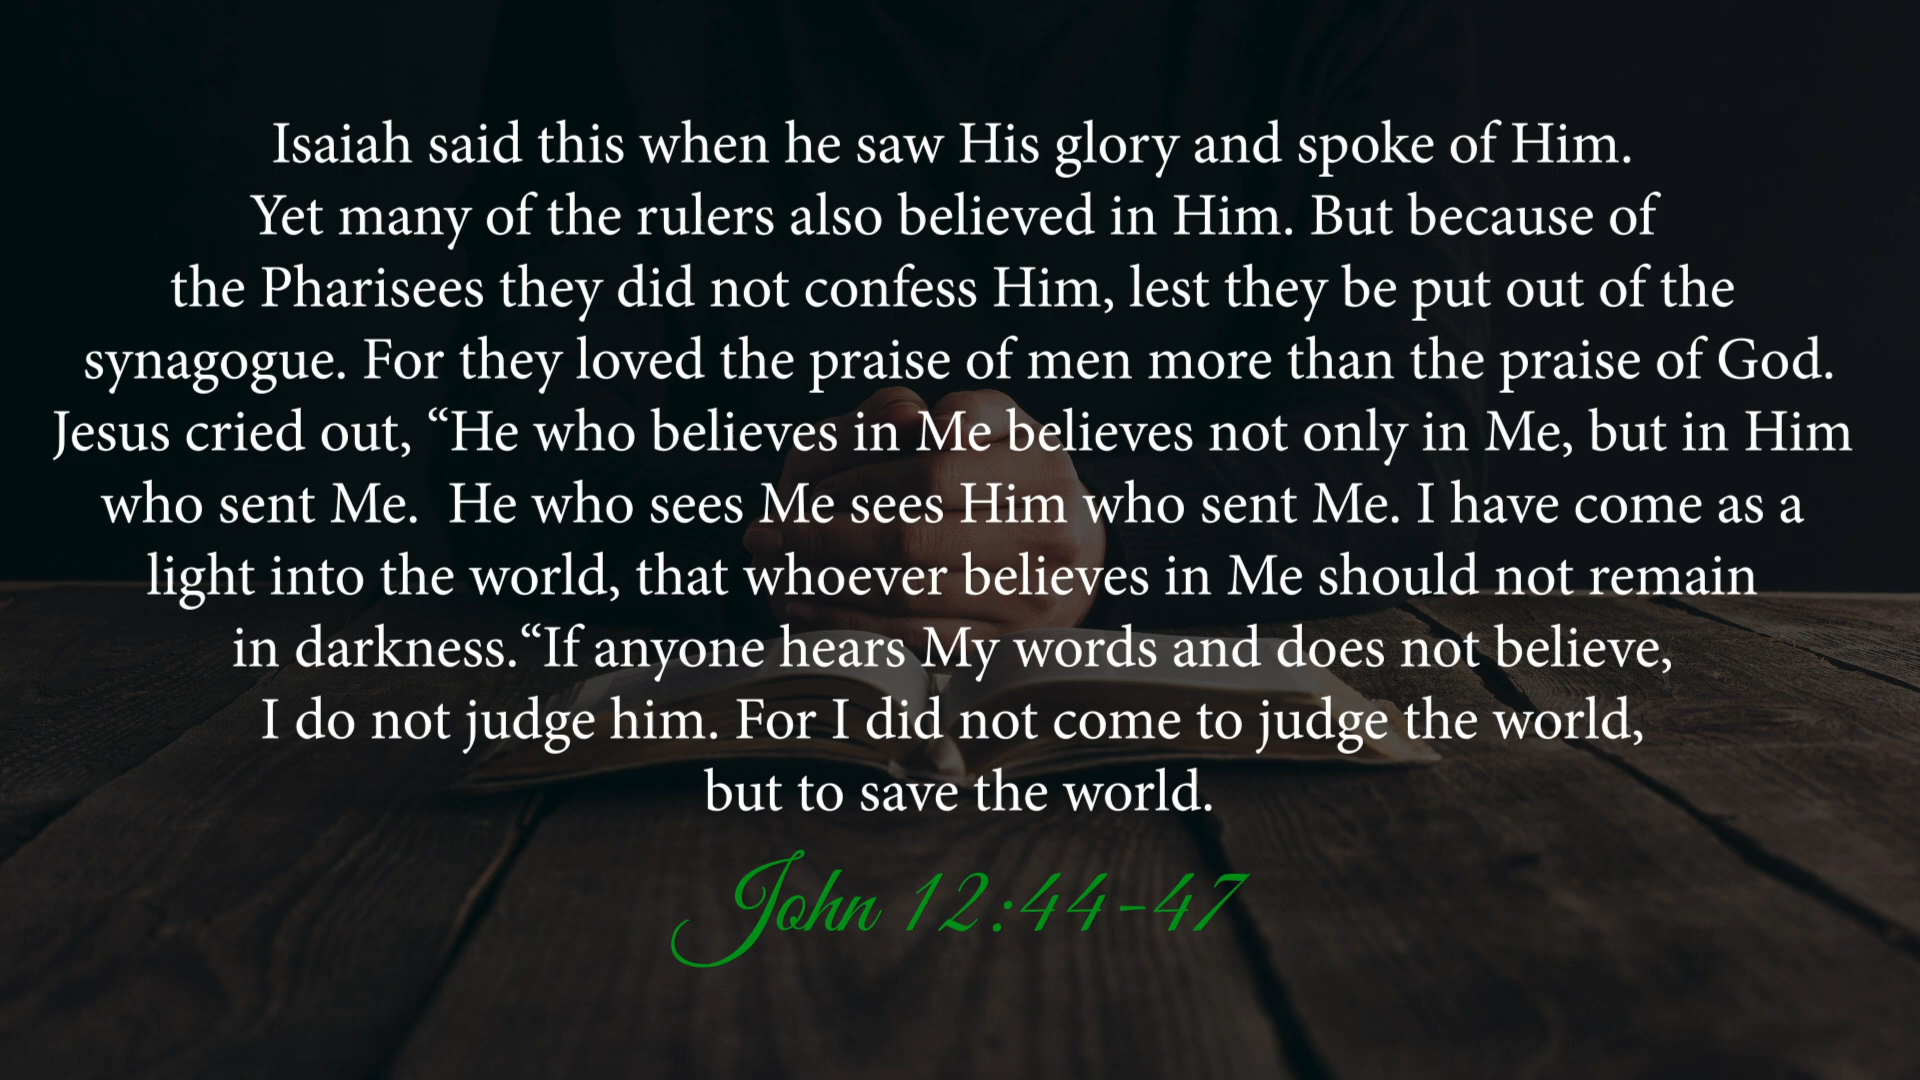 Isaiah said this when he saw His glory and spoke of Him.
Yet many of the rulers also believed in Him. But because of
the Pharisees they did not confess Him, lest they be put out of the
synagogue. For they loved the praise of men more than the praise of God.
Jesus cried out, “He who believes in Me believes not only in Me, but in Him
who sent Me.  He who sees Me sees Him who sent Me. I have come as a
light into the world, that whoever believes in Me should not remain
in darkness.“If anyone hears My words and does not believe,
I do not judge him. For I did not come to judge the world,
but to save the world.
John 12:44-47